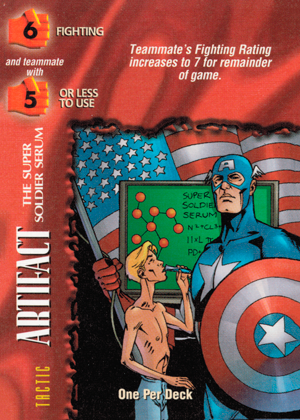 6 FIGHTING
and teammate
with
5 OR LESS
TO USE
Teammate's Fighting Rating
increases to 7 for remainder
of game.
TACTIC
ARTIFACT
THE SUPER
SOLDIER SERUM
SUPER
SOLDIE
SERUM
One Per Deck